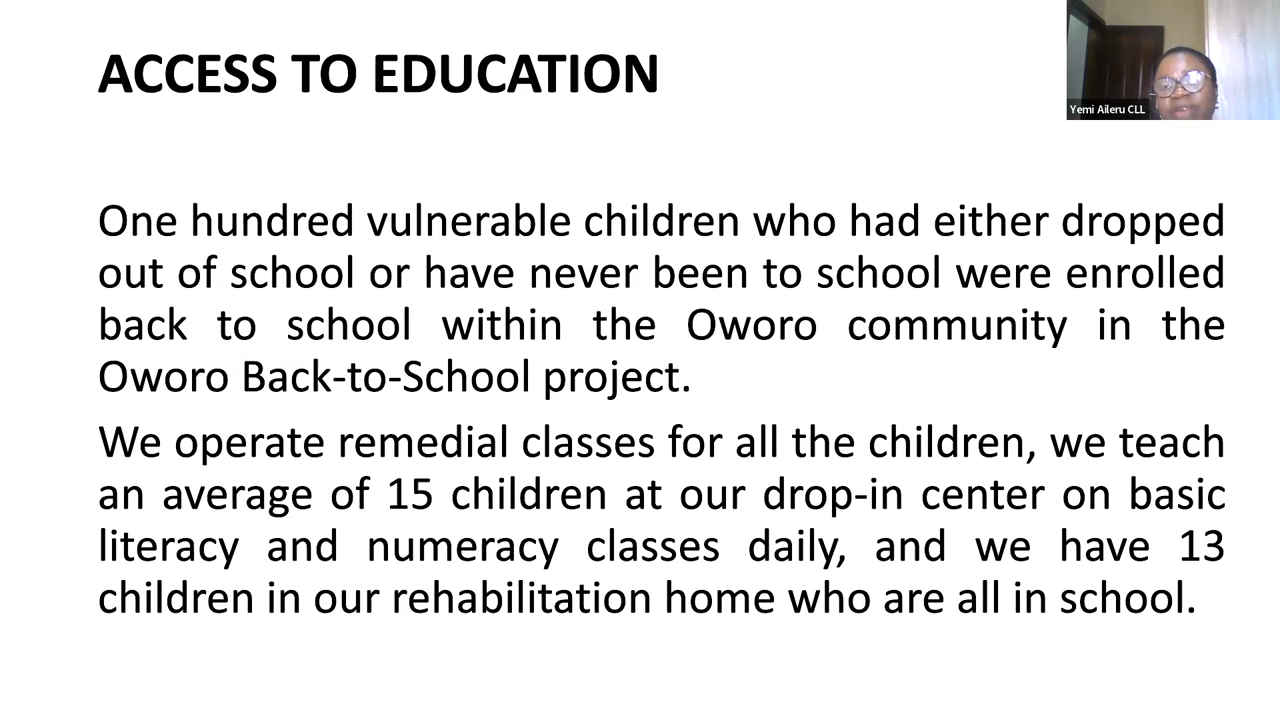 ACCESS TO EDUCATION
Yemi Aileru CLL
One hundred vulnerable children who had either dropped
out of school or have never been to school were enrolled
back to school within the Oworo community in the
Oworo Back-to-School project.
We operate remedial classes for all the children, we teach
an average of 15 children at our drop-in center on basic
literacy and numeracy classes daily, and we have 13
children in our rehabilitation home who are all in school.